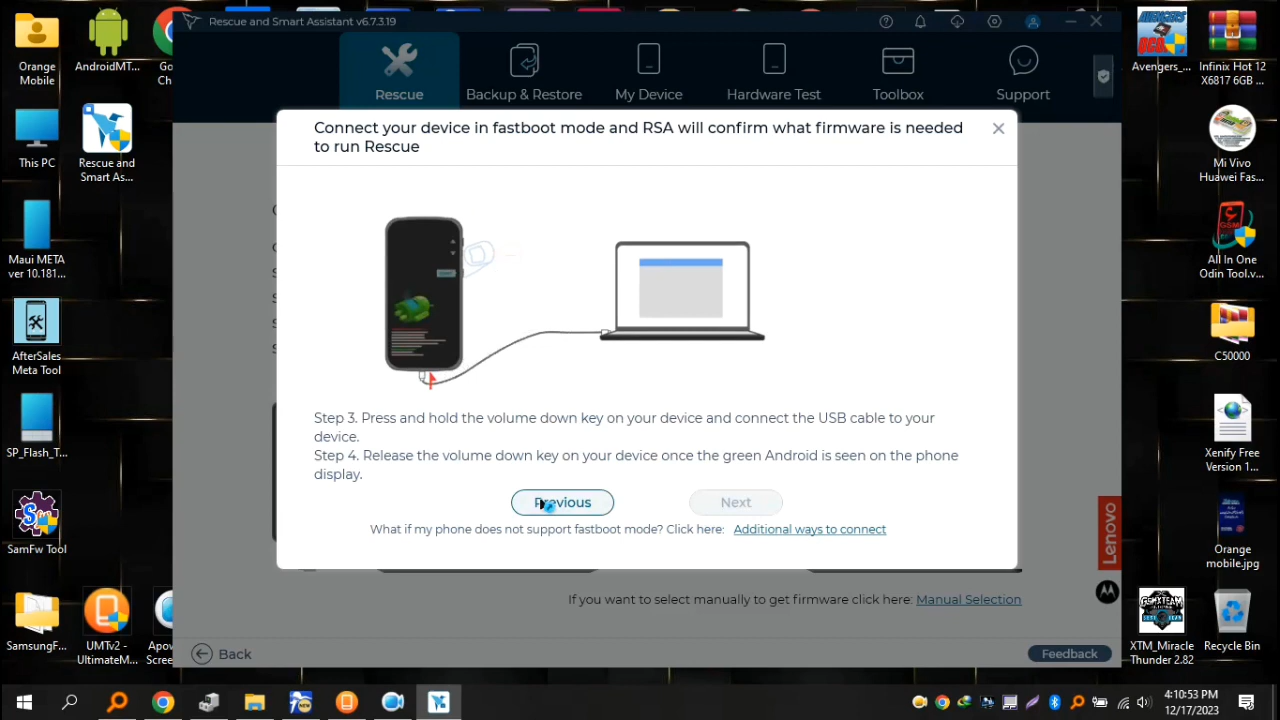 Rescue and Smart Assistant v6.7.3.19
Rescue
Backup & Restore
My Device
Hardware Test
Toolbox
Support
Connect your device in fastboot mode and RSA will confirm what firmware is needed
to run Rescue
Step 3. Press and hold the volume down key on your device and connect the USB cable to your
device.
Step 4. Release the volume down key on your device once the green Android is seen on the phone
display.
Previous
Next
What if my phone does not support fastboot mode? Click here: Additional ways to connect
If you want to select manually to get firmware click here: Manual Selection
Back
Feedback
Lenovo
Orange
Mobile
AndroidMT...
This PC
Rescue and
Smart As...
Maui META
ver 10.181...
AfterSales
Meta Tool
SP_Flash_T...
SamFw Tool
SamsungF...
UMTv2 -
UltimateM...
Avengers_...
Infinix Hot 12
X6817 6GB ...
Mi Vivo
Huawei Fas...
All In One
Odin Tool.v...
C50000
Xenify Free
Version 1...
Orange
mobile.jpg
XTM_Miracle
Thunder 2.82
Recycle Bin
4:10:53 PM
12/17/2023